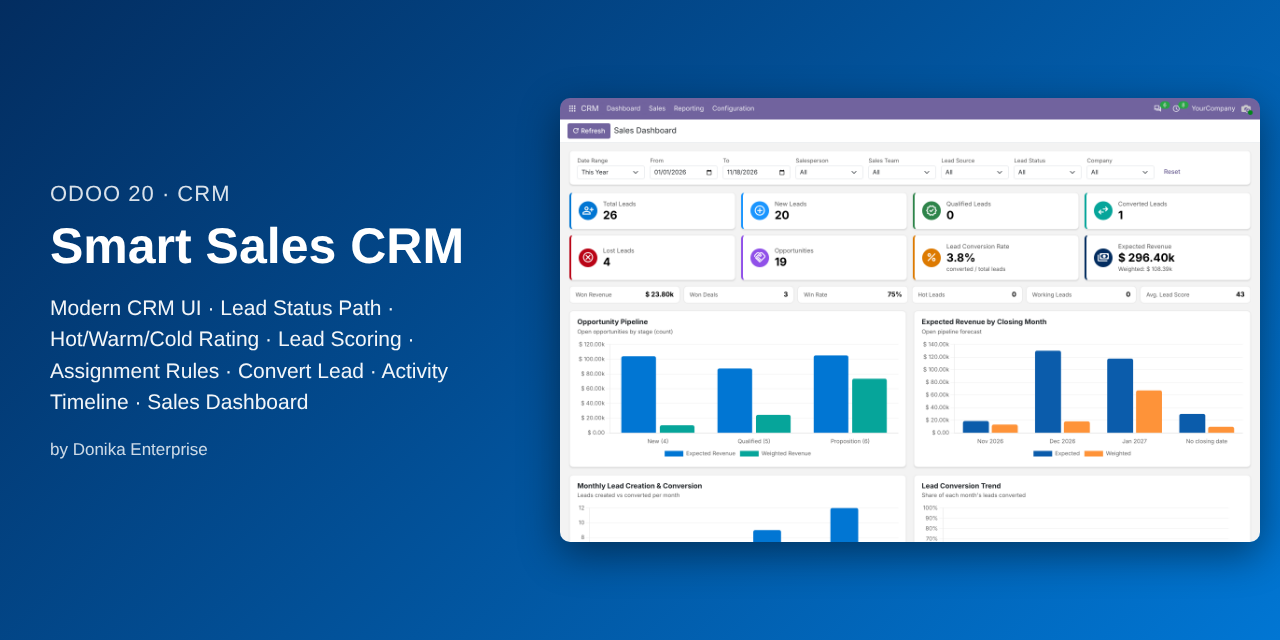 ODOO 20 · CRM
Smart Sales CRM
Modern CRM UI · Lead Status Path ·
Hot/Warm/Cold Rating · Lead Scoring ·
Assignment Rules · Convert Lead · Activity
Timeline · Sales Dashboard
by Donika Enterprise
CRM Dashboard Sales Reporting Configuration YourCompany
Refresh Sales Dashboard
Date Range From To Salesperson Sales Team Lead Source Lead Status Company
This Year 01/01/2026 11/18/2026 All All All All All Reset
Total Leads
26
New Leads
20
Qualified Leads
0
Converted Leads
1
Lost Leads
4
Opportunities
19
Lead Conversion Rate
3.8%
converted / total leads
Expected Revenue
$ 296.40k
Weighted: $ 108.39k
Won Revenue $ 23.80k
Won Deals 3
Win Rate 75%
Hot Leads 0
Working Leads 0
Avg. Lead Score 43
Opportunity Pipeline
Open opportunities by stage (count)
$ 120.00k
$ 100.00k
$ 80.00k
$ 60.00k
$ 40.00k
$ 20.00k
$ 0.00
New (4) Qualified (5) Proposition (6)
Expected Revenue Weighted Revenue
Expected Revenue by Closing Month
Open pipeline forecast
$ 140.00k
$ 120.00k
$ 100.00k
$ 80.00k
$ 60.00k
$ 40.00k
$ 20.00k
$ 0.00
Nov 2026 Dec 2026 Jan 2027 No closing date
Expected Weighted
Monthly Lead Creation & Conversion
Leads created vs converted per month
12
10
8
Lead Conversion Trend
Share of each month's leads converted
100%
90%
80%
70%